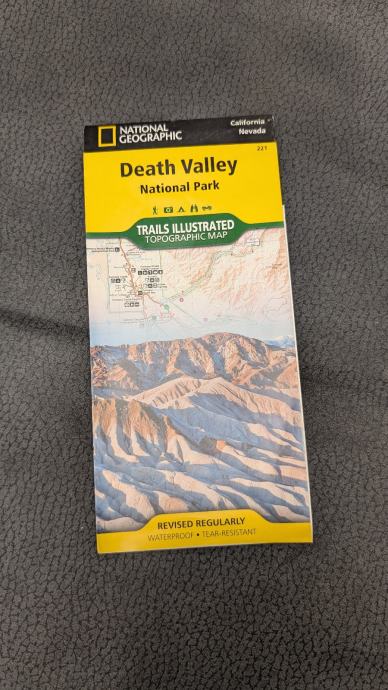 NATIONAL
GEOGRAPHIC
California
Nevada
221
Death Valley
National Park
TRAILS ILLUSTRATED
TOPOGRAPHIC MAP
REVISED REGULARLY
WATERPROOF • TEAR-RESISTANT